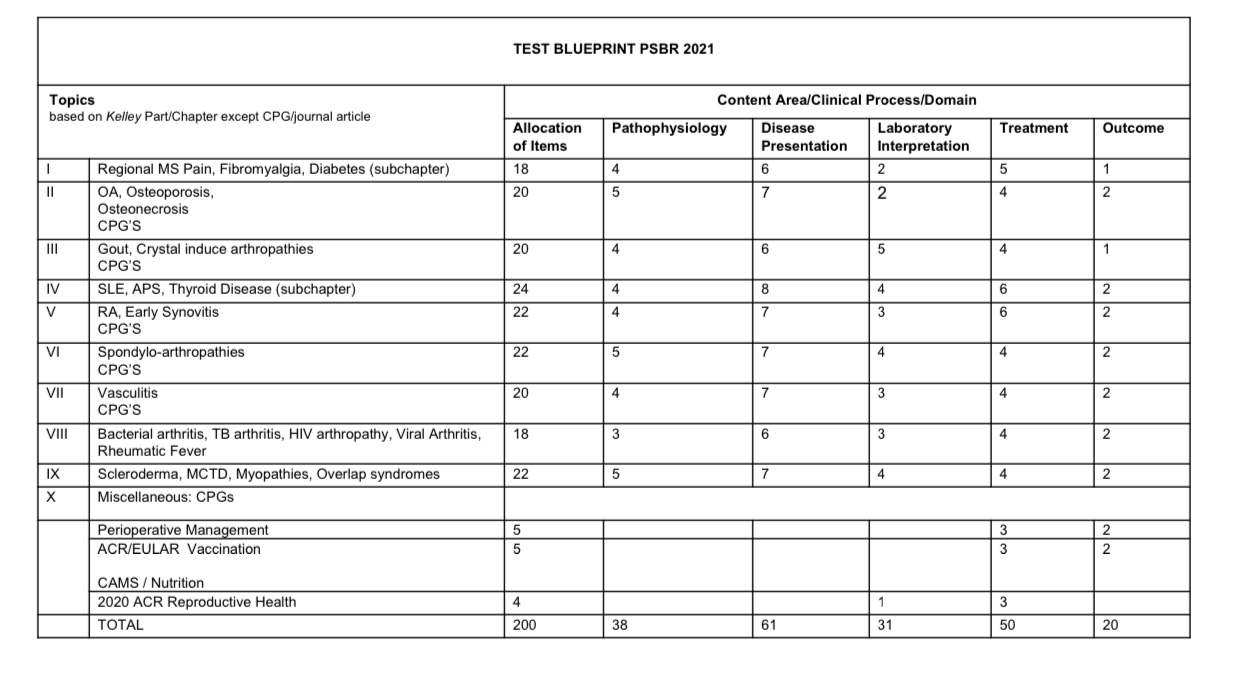 TEST BLUEPRINT PSBR 2021
Topics
based on Kelley Part/Chapter except CPG/journal article
Content Area/Clinical Process/Domain
Allocation of Items Pathophysiology Disease Presentation Laboratory Interpretation Treatment Outcome
I Regional MS Pain, Fibromyalgia, Diabetes (subchapter) 18 4 6 2 5 1
II OA, Osteoporosis, 20 5 7 2 4 2
Osteonecrosis
CPG'S
III Gout, Crystal induce arthropathies 20 4 6 5 4 1
CPG'S
IV SLE, APS, Thyroid Disease (subchapter) 24 4 8 4 6 2
V RA, Early Synovitis 22 4 7 3 6 2
CPG'S
VI Spondylo-arthropathies 22 5 7 4 4 2
CPG'S
VII Vasculitis 20 4 7 3 4 2
CPG'S
VIII Bacterial arthritis, TB arthritis, HIV arthropathy, Viral Arthritis, 18 3 6 3 4 2
Rheumatic Fever
IX Scleroderma, MCTD, Myopathies, Overlap syndromes 22 5 7 4 4 2
X Miscellaneous: CPGs
Perioperative Management 5 3 2
ACR/EULAR Vaccination 5 3 2
CAMS / Nutrition
2020 ACR Reproductive Health 4 1 3
TOTAL 200 38 61 31 50 20